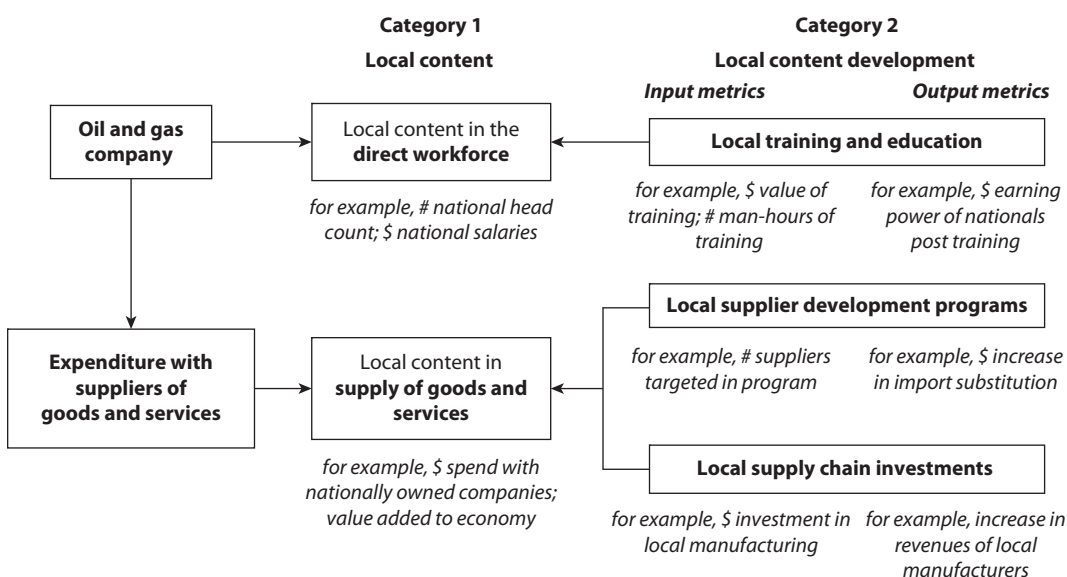 Category 1
Local content
Category 2
Local content development
Input metrics
Output metrics
Oil and gas
company
Local content in the
direct workforce
Local training and education
for example, # national head
count; $ national salaries
for example, $ value of
training; # man-hours of
training
for example, $ earning
power of nationals
post training
Expenditure with
suppliers of
goods and services
Local content in
supply of goods and
services
Local supplier development programs
for example, # suppliers
targeted in program
for example, $ increase
in import substitution
for example, $ spend with
nationally owned companies;
value added to economy
Local supply chain investments
for example, $ investment in
local manufacturing
for example, increase in
revenues of local
manufacturers